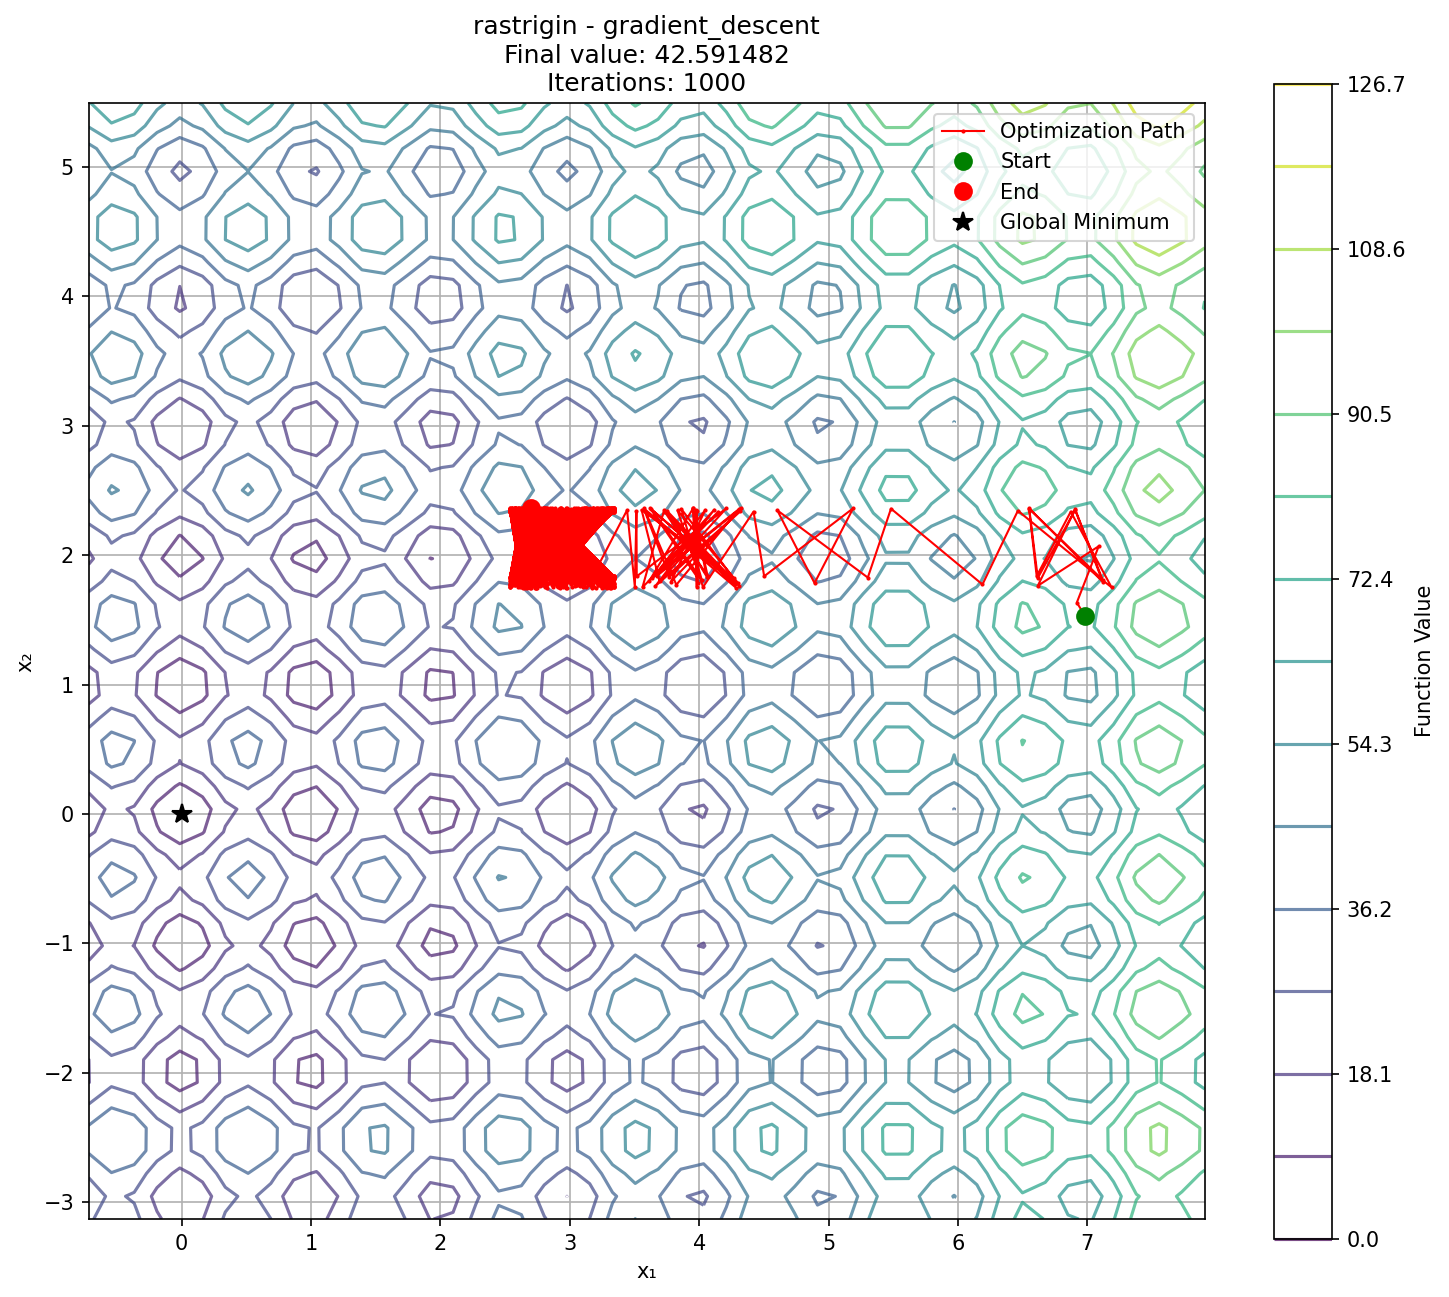 rastrigin - gradient_descent
Final value: 42.591482
Iterations: 1000
Optimization Path
Start
End
Global Minimum
5
4
3
2
1
0
−1
−2
−3
x₂
0
1
2
3
4
5
6
7
x₁
126.7
108.6
90.5
72.4
54.3
36.2
18.1
0.0
Function Value